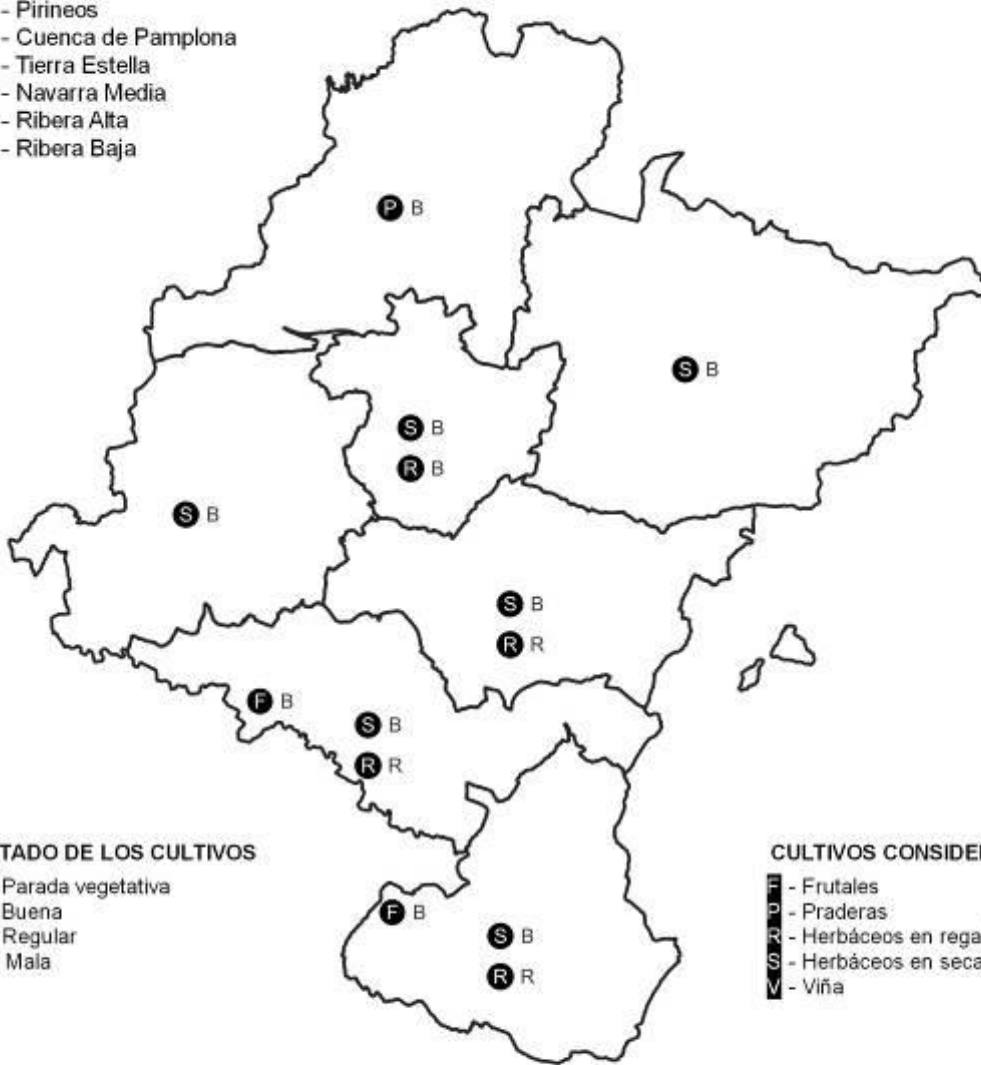 - Pirineos
- Cuenca de Pamplona
- Tierra Estella
- Navarra Media
- Ribera Alta
- Ribera Baja
P B
S B
S B
R B
S B
S B
R R
F B
S B
R R
TADO DE LOS CULTIVOS
Parada vegetativa
Buena
Regular
Mala
F B
S B
R R
CULTIVOS CONSIDE
F - Frutales
P - Praderas
R - Herbáceos en rega
S - Herbáceos en seca
V - Viña